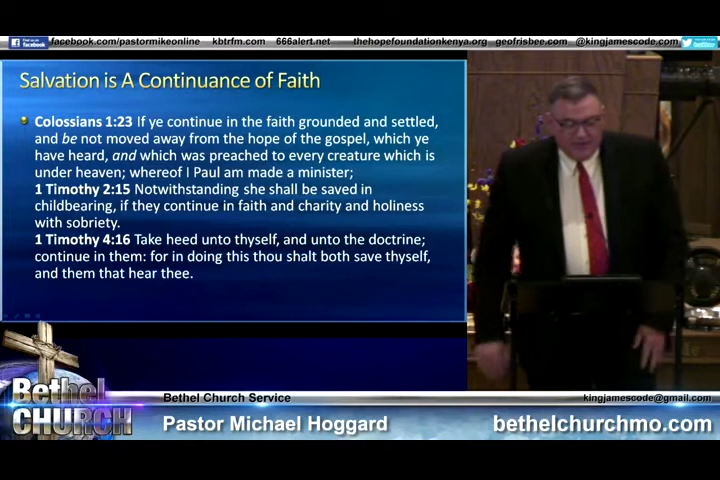 Find us on facebook
facebook.com/pastormikeonline kbtrfm.com 666alert.net thehopefoundationkenya.org geofrisbee.com @kingjamescode.com twitter
Salvation is A Continuance of Faith
Colossians 1:23 If ye continue in the faith grounded and settled,
and be not moved away from the hope of the gospel, which ye
have heard, and which was preached to every creature which is
under heaven; whereof I Paul am made a minister;
1 Timothy 2:15 Notwithstanding she shall be saved in
childbearing, if they continue in faith and charity and holiness
with sobriety.
1 Timothy 4:16 Take heed unto thyself, and unto the doctrine;
continue in them: for in doing this thou shalt both save thyself,
and them that hear thee.
Bethel
CHURCH
Bethel Church Service kingjamescode@gmail.com
Pastor Michael Hoggard bethelchurchmo.com